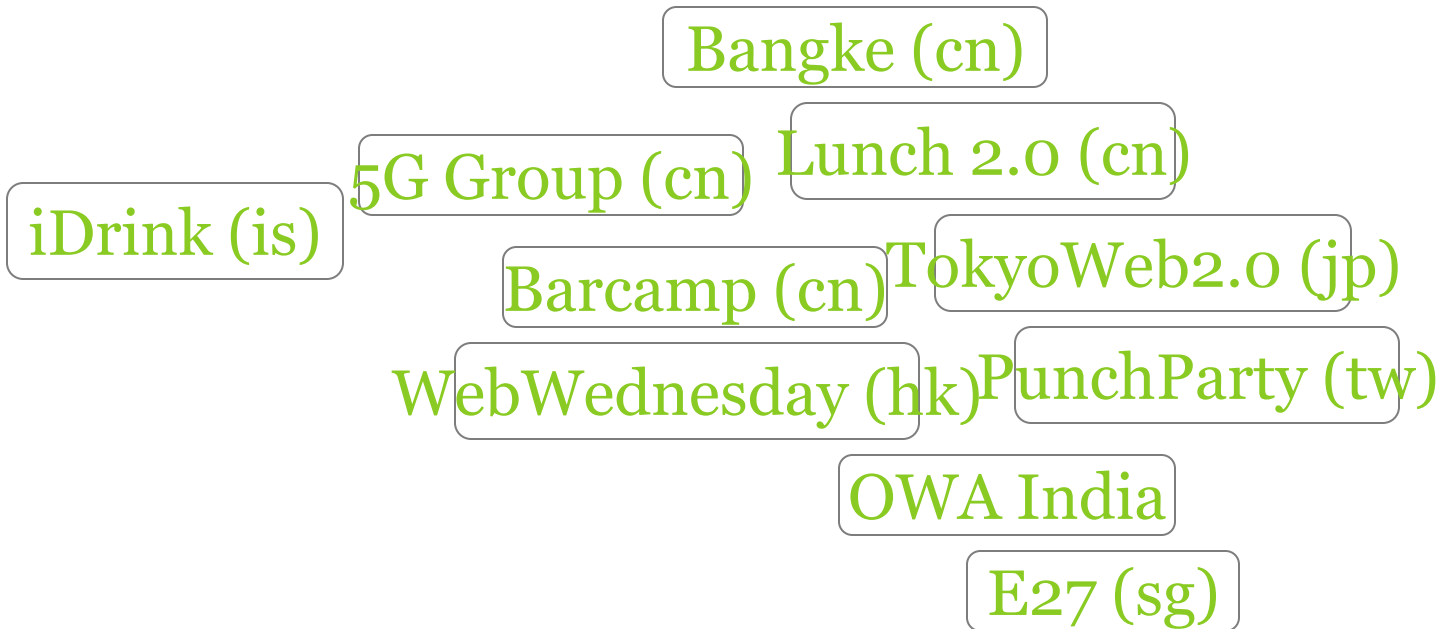 Bangke (cn)
Lunch 2.0 (cn)
5G Group (cn)
iDrink (is)
TokyoWeb2.0 (jp)
Barcamp (cn)
PunchParty (tw)
WebWednesday (hk)
OWA India
E27 (sg)